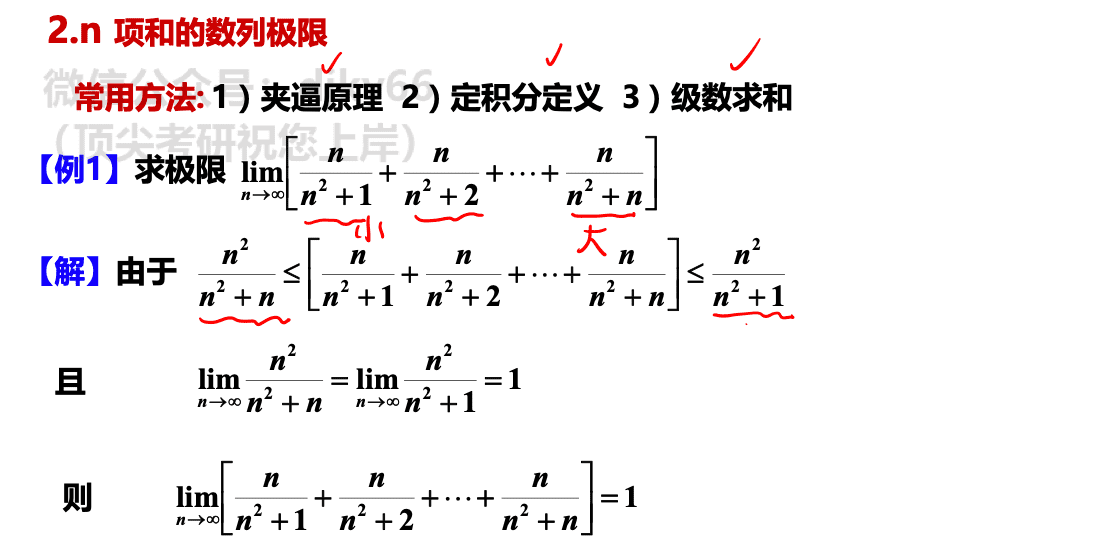 2.n 项和的数列极限
微信公众号：djky66
常用方法: 1）夹逼原理 2）定积分定义 3）级数求和
（顶尖考研祝您上岸）
【例1】求极限 $\lim_{n\to\infty}\left[\frac{n}{n^2+1}+\frac{n}{n^2+2}+\cdots+\frac{n}{n^2+n}\right]$
小 大
【解】由于 $\frac{n^2}{n^2+n}\leq\left[\frac{n}{n^2+1}+\frac{n}{n^2+2}+\cdots+\frac{n}{n^2+n}\right]\leq\frac{n^2}{n^2+1}$
且 $\lim_{n\to\infty}\frac{n^2}{n^2+n}=\lim_{n\to\infty}\frac{n^2}{n^2+1}=1$
则 $\lim_{n\to\infty}\left[\frac{n}{n^2+1}+\frac{n}{n^2+2}+\cdots+\frac{n}{n^2+n}\right]=1$